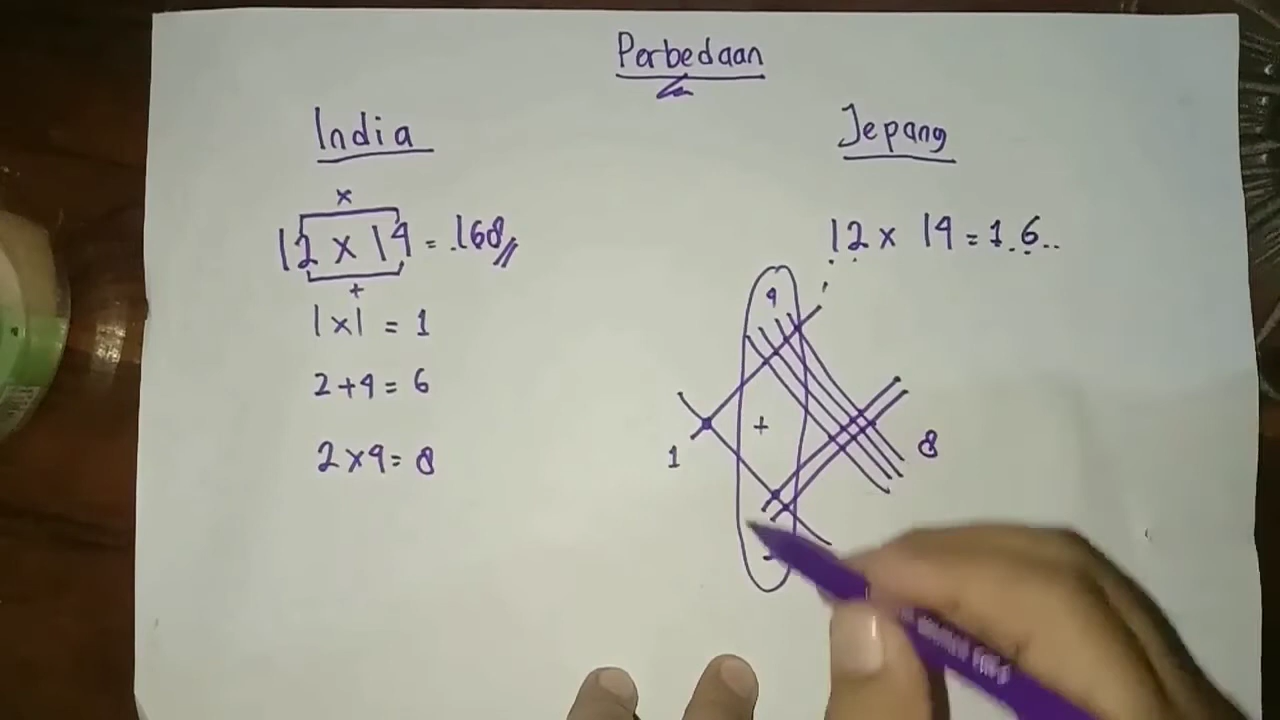 Perbedaan
India
x
12 x 14 = 168
+
1x1 = 1
2+4 = 6
2x4 = 8
Jepang
12 x 14 = 1.6..
4
+
1
8